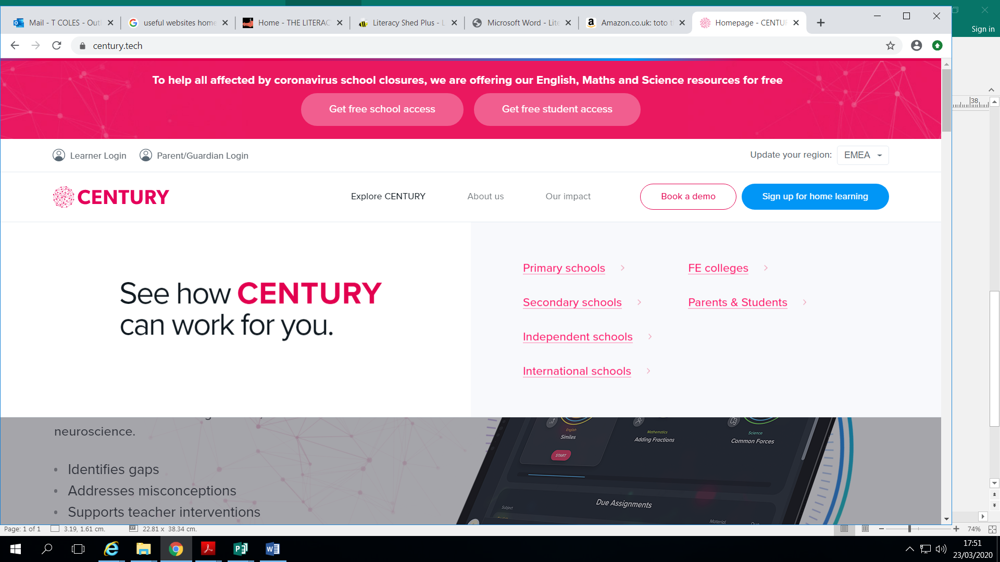 Sign in
Mail - T COLES - Outl
useful websites home
Home - THE LITERAC
Literacy Shed Plus - L
Microsoft Word - Lite
Amazon.co.uk: toto t
Homepage - CENTU
century.tech
To help all affected by coronavirus school closures, we are offering our English, Maths and Science resources for free
Get free school access
Get free student access
38
Learner Login
Parent/Guardian Login
Update your region:
EMEA
CENTURY
Explore CENTURY
About us
Our impact
Book a demo
Sign up for home learning
See how CENTURY
can work for you.
Primary schools
FE colleges
Secondary schools
Parents & Students
Independent schools
International schools
neuroscience.
• Identifies gaps
• Addresses misconceptions
• Supports teacher interventions
English
Similes
START
Mathematics
Adding Fractions
Science
Common Forces
Due Assignments
Subject
Material
Due
Page: 1 of 1
3.19, 1.61 cm.
22.81 x 38.34 cm.
74%
17:51
23/03/2020